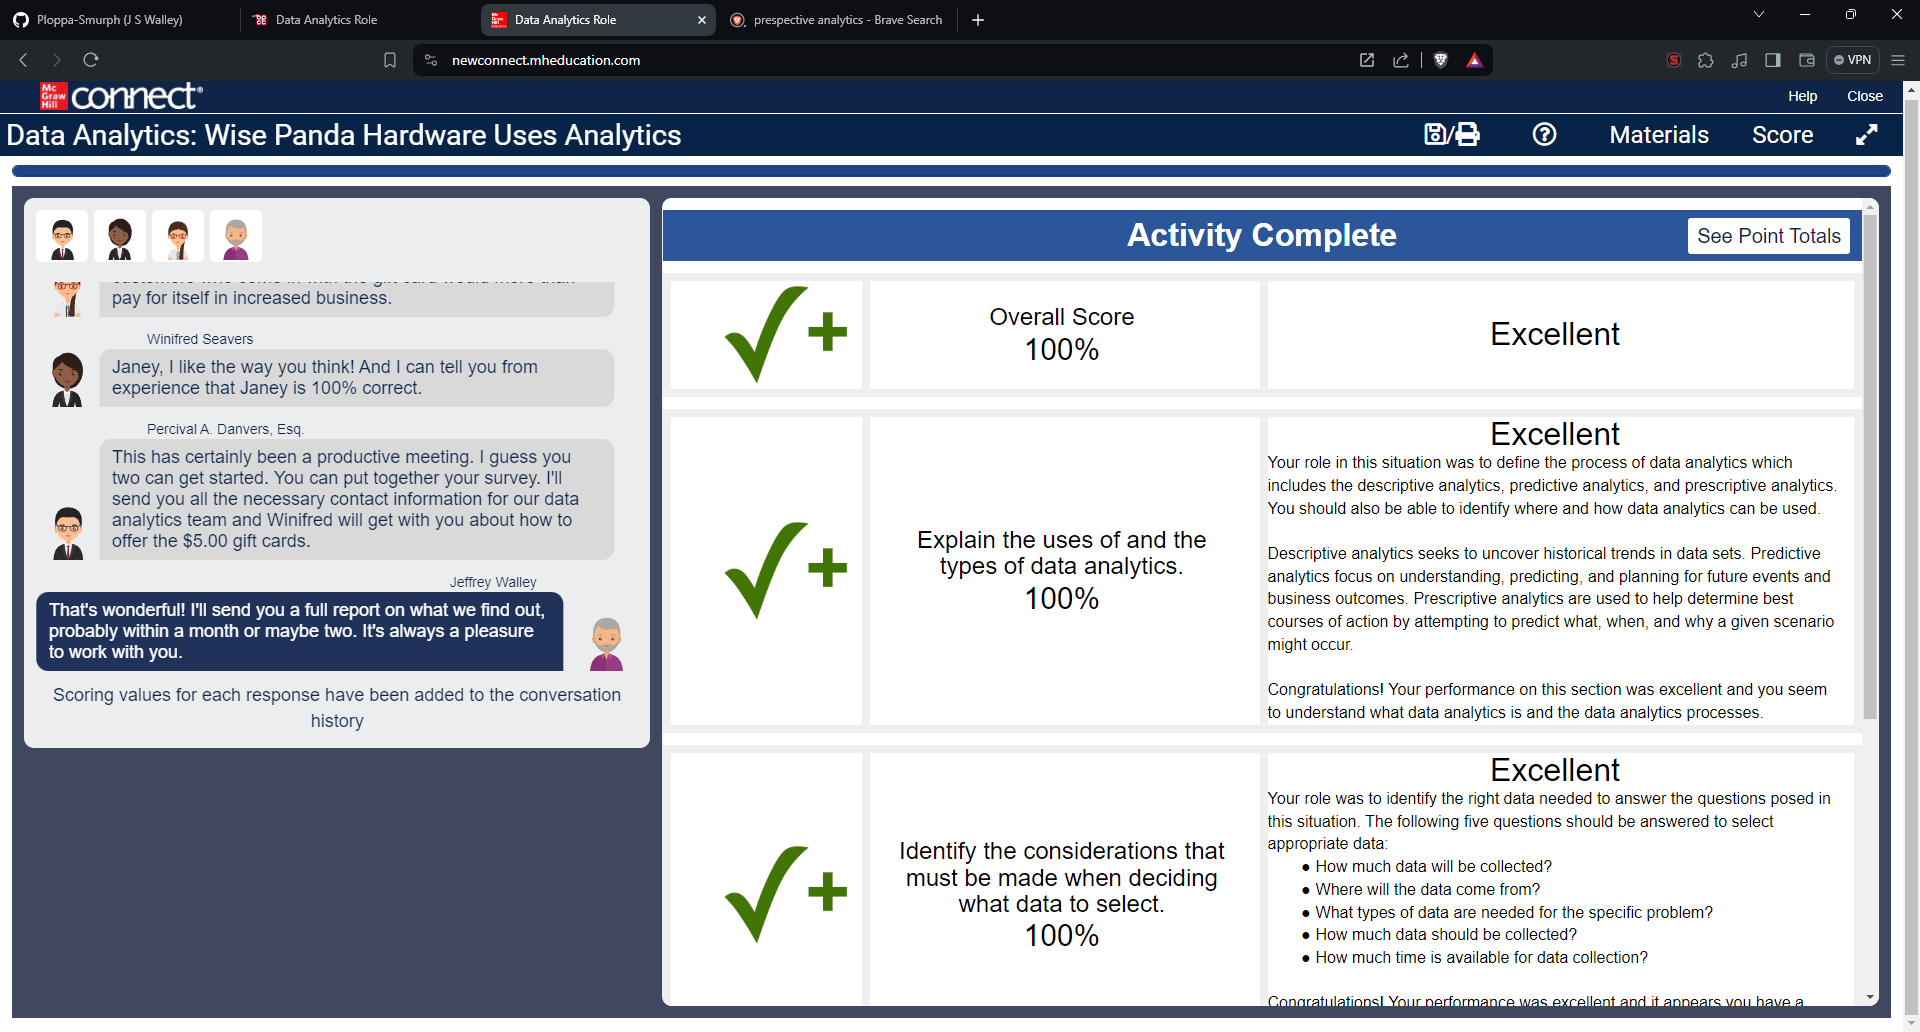 Ploppa-Smurph (J S Walley)
Data Analytics Role
Data Analytics Role
prespective analytics - Brave Search
newconnect.mheducation.com
VPN
Mc
Graw
Hill
connect
Help
Close
Data Analytics: Wise Panda Hardware Uses Analytics
Materials
Score
pay for itself in increased business.
Winifred Seavers
Janey, I like the way you think! And I can tell you from
experience that Janey is 100% correct.
Percival A. Danvers, Esq.
This has certainly been a productive meeting. I guess you
two can get started. You can put together your survey. I'll
send you all the necessary contact information for our data
analytics team and Winifred will get with you about how to
offer the $5.00 gift cards.
Jeffrey Walley
That's wonderful! I'll send you a full report on what we find out,
probably within a month or maybe two. It's always a pleasure
to work with you.
Scoring values for each response have been added to the conversation
history
Activity Complete
See Point Totals
Overall Score
100%
Excellent
Explain the uses of and the
types of data analytics.
100%
Excellent
Your role in this situation was to define the process of data analytics which
includes the descriptive analytics, predictive analytics, and prescriptive analytics.
You should also be able to identify where and how data analytics can be used.
Descriptive analytics seeks to uncover historical trends in data sets. Predictive
analytics focus on understanding, predicting, and planning for future events and
business outcomes. Prescriptive analytics are used to help determine best
courses of action by attempting to predict what, when, and why a given scenario
might occur.
Congratulations! Your performance on this section was excellent and you seem
to understand what data analytics is and the data analytics processes.
Identify the considerations that
must be made when deciding
what data to select.
100%
Excellent
Your role was to identify the right data needed to answer the questions posed in
this situation. The following five questions should be answered to select
appropriate data:
● How much data will be collected?
● Where will the data come from?
● What types of data are needed for the specific problem?
● How much data should be collected?
● How much time is available for data collection?
Congratulations! Your performance was excellent and it appears you have a